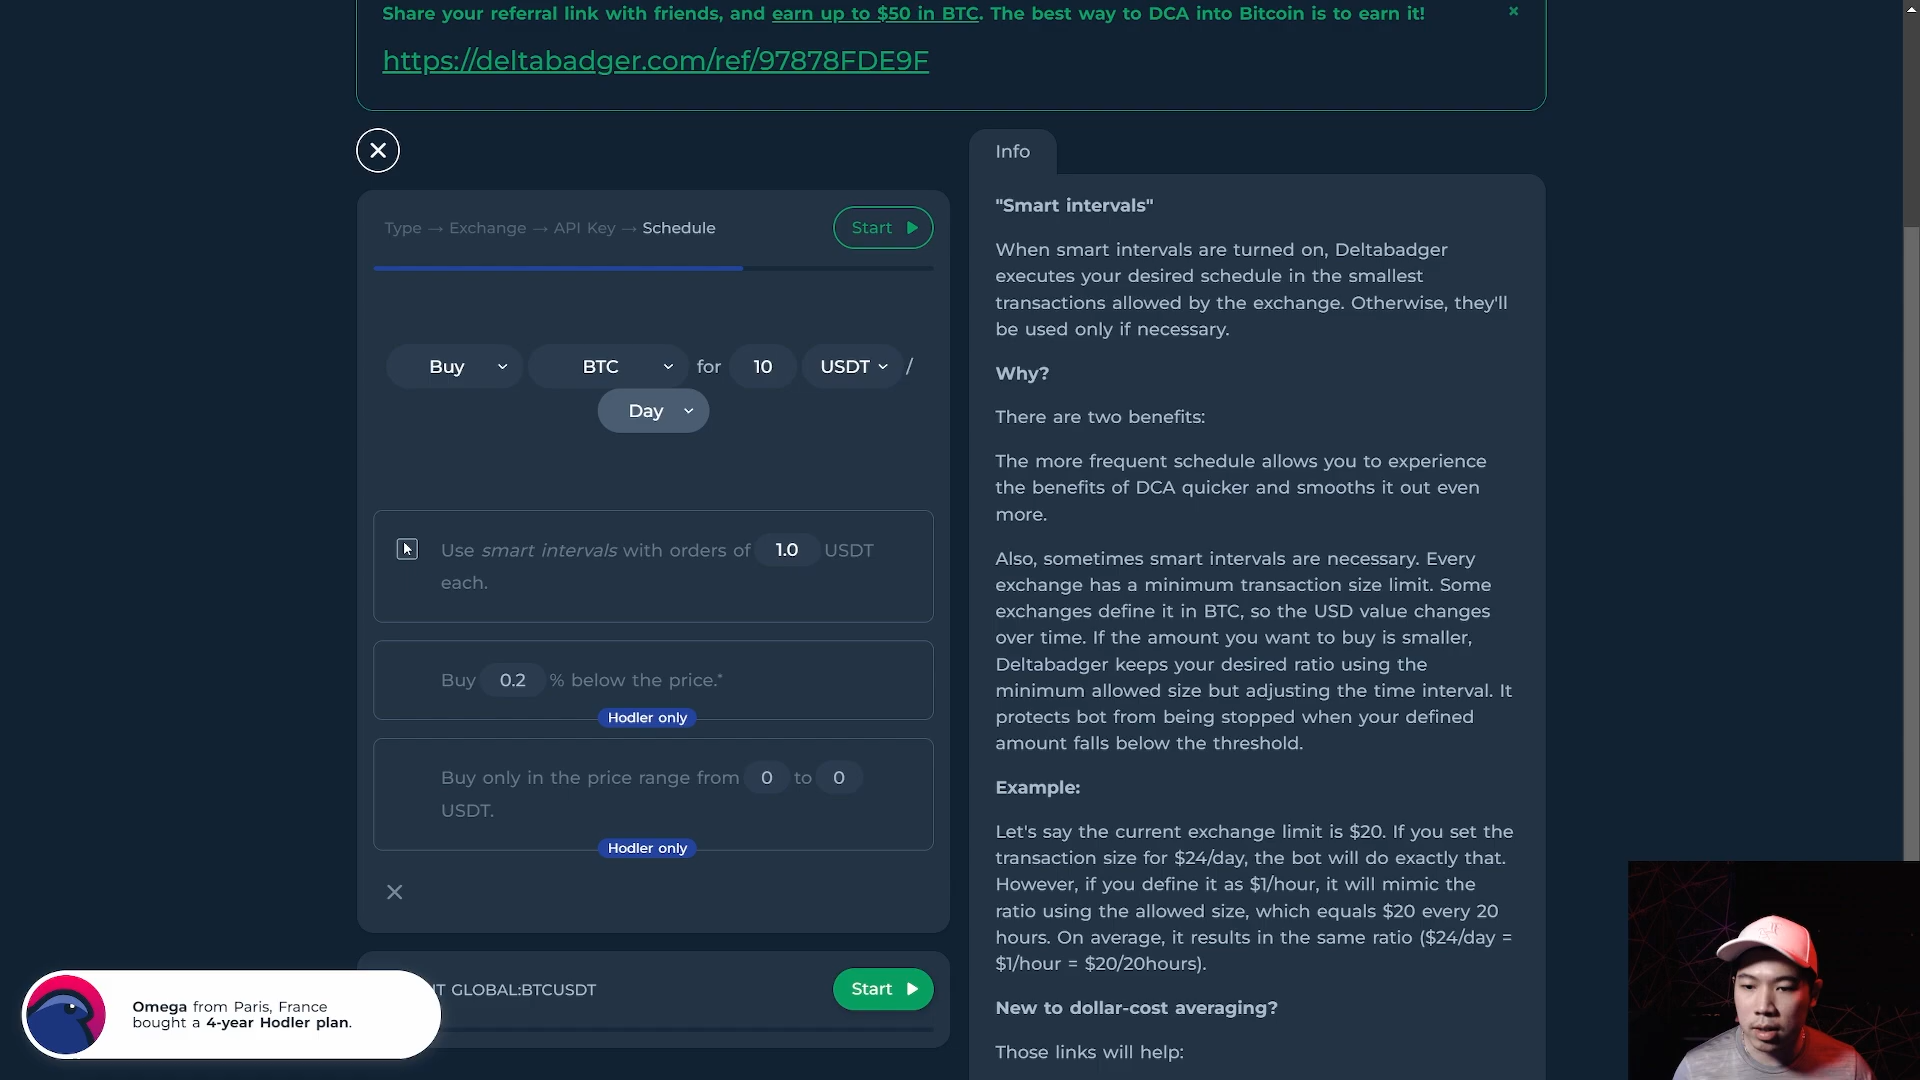 Share your referral link with friends, and earn up to $50 in BTC. The best way to DCA into Bitcoin is to earn it!
https://deltabadger.com/ref/97878FDE9F
Type → Exchange → API Key → Schedule
Start
Buy BTC for 10 USDT /
Day
Use smart intervals with orders of 1.0 USDT
each.
Buy 0.2 % below the price.*
Hodler only
Buy only in the price range from 0 to 0
USDT.
Hodler only
GLOBAL:BTCUSDT
Start
Omega from Paris, France
bought a 4-year Hodler plan.
Info
"Smart intervals"
When smart intervals are turned on, Deltabadger
executes your desired schedule in the smallest
transactions allowed by the exchange. Otherwise, they'll
be used only if necessary.
Why?
There are two benefits:
The more frequent schedule allows you to experience
the benefits of DCA quicker and smooths it out even
more.
Also, sometimes smart intervals are necessary. Every
exchange has a minimum transaction size limit. Some
exchanges define it in BTC, so the USD value changes
over time. If the amount you want to buy is smaller,
Deltabadger keeps your desired ratio using the
minimum allowed size but adjusting the time interval. It
protects bot from being stopped when your defined
amount falls below the threshold.
Example:
Let's say the current exchange limit is $20. If you set the
transaction size for $24/day, the bot will do exactly that.
However, if you define it as $1/hour, it will mimic the
ratio using the allowed size, which equals $20 every 20
hours. On average, it results in the same ratio ($24/day =
$1/hour = $20/20hours).
New to dollar-cost averaging?
Those links will help: